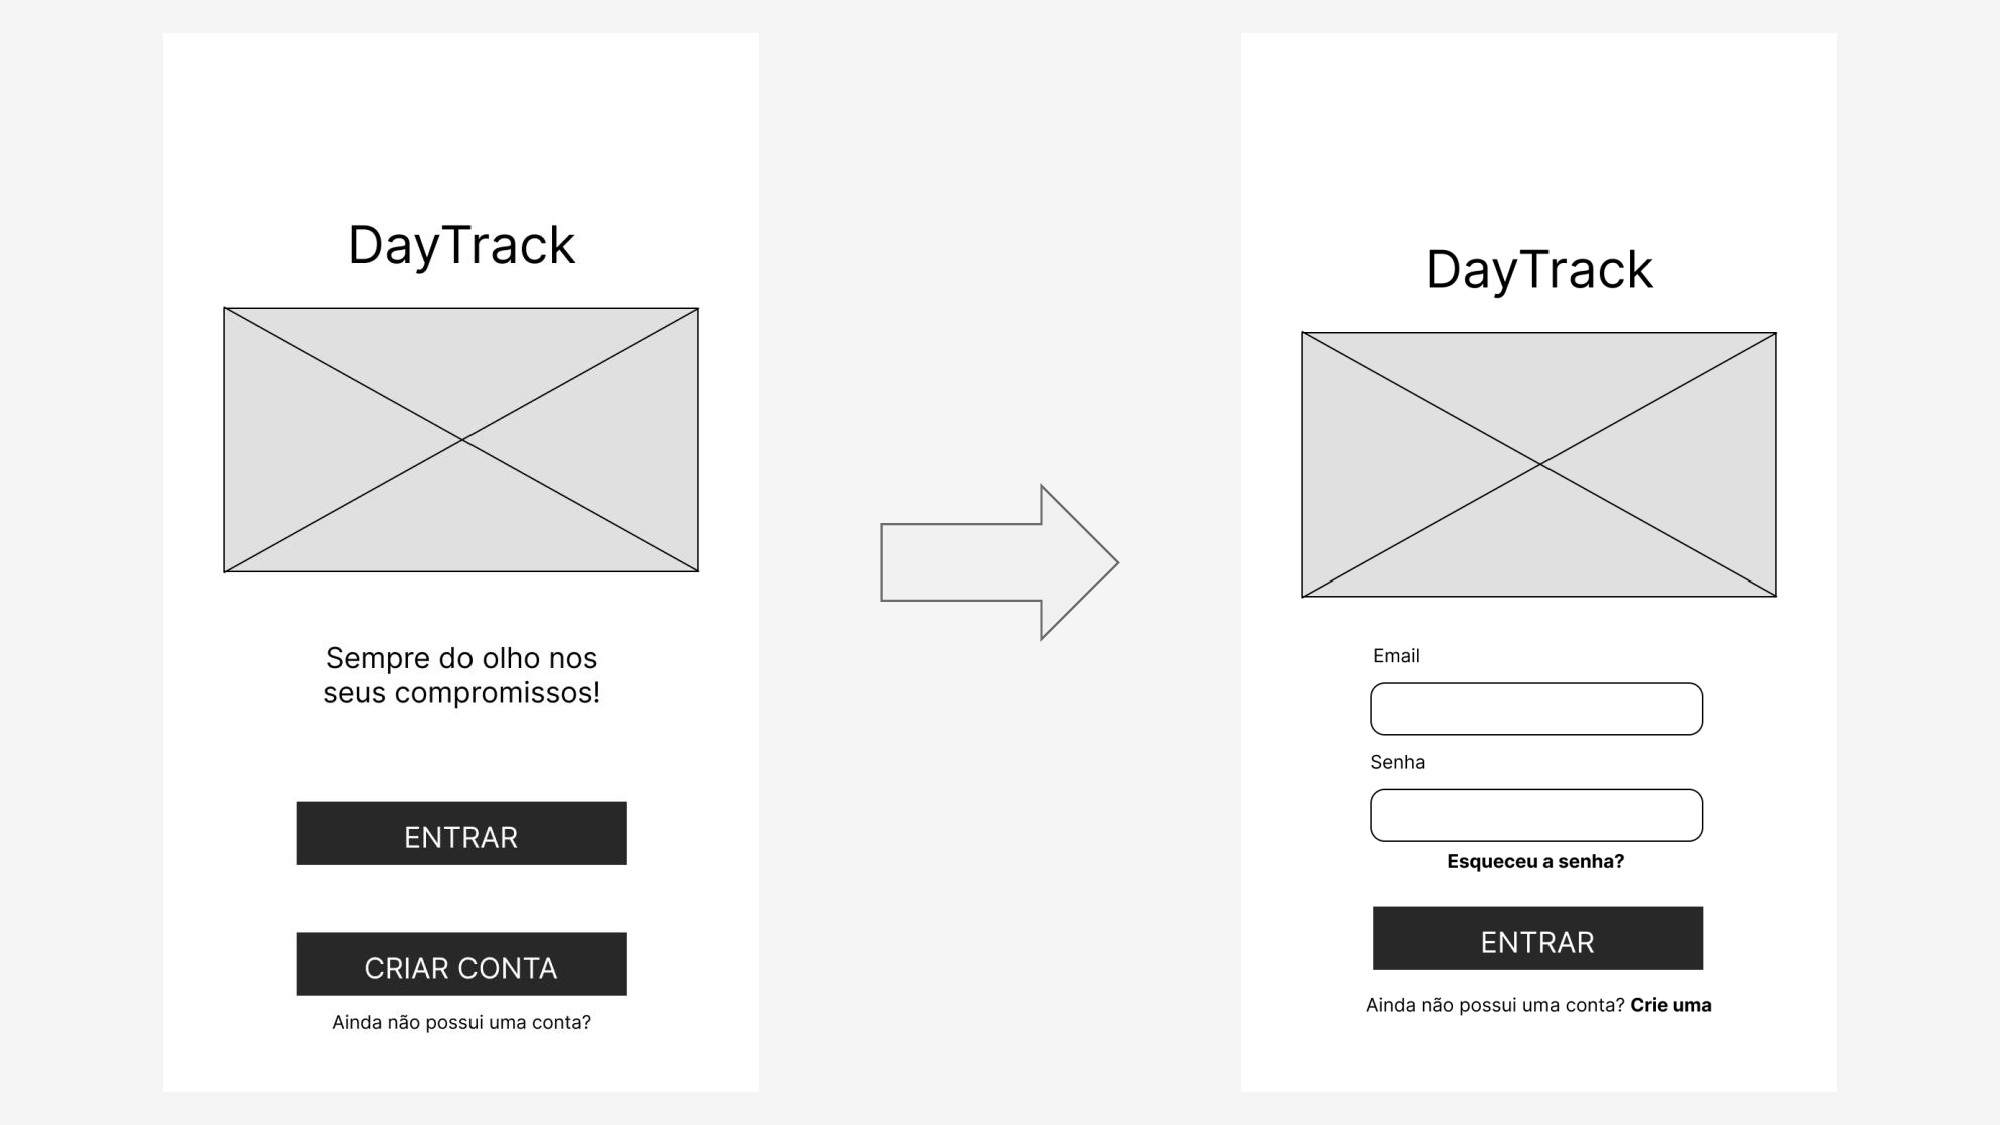 DayTrack
Sempre do olho nos
seus compromissos!
ENTRAR
CRIAR CONTA
Ainda não possui uma conta?
DayTrack
Email
Senha
Esqueceu a senha?
ENTRAR
Ainda não possui uma conta? Crie uma